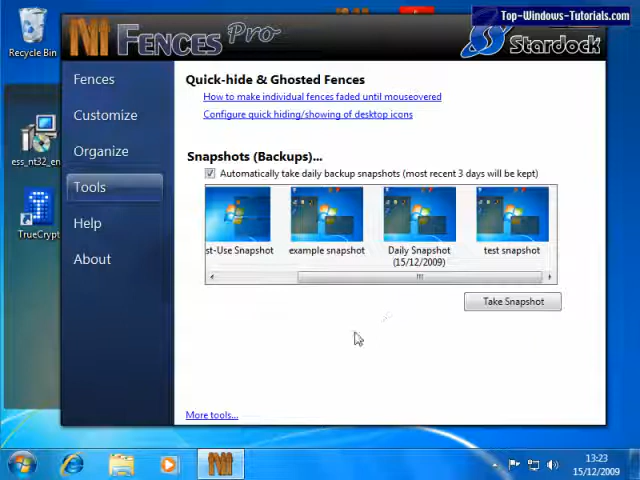 Top-Windows-Tutorials.com
Recycle Bin
FENCES Pro
Stardock
Fences
Customize
Organize
Tools
Help
About
ess_nt32_en
TrueCrypt
Quick-hide & Ghosted Fences
How to make individual fences faded until mouseovered
Configure quick hiding/showing of desktop icons
Snapshots (Backups)...
Automatically take daily backup snapshots (most recent 3 days will be kept)
st-Use Snapshot
example snapshot
Daily Snapshot
(15/12/2009)
test snapshot
Take Snapshot
More tools...
13:23
15/12/2009